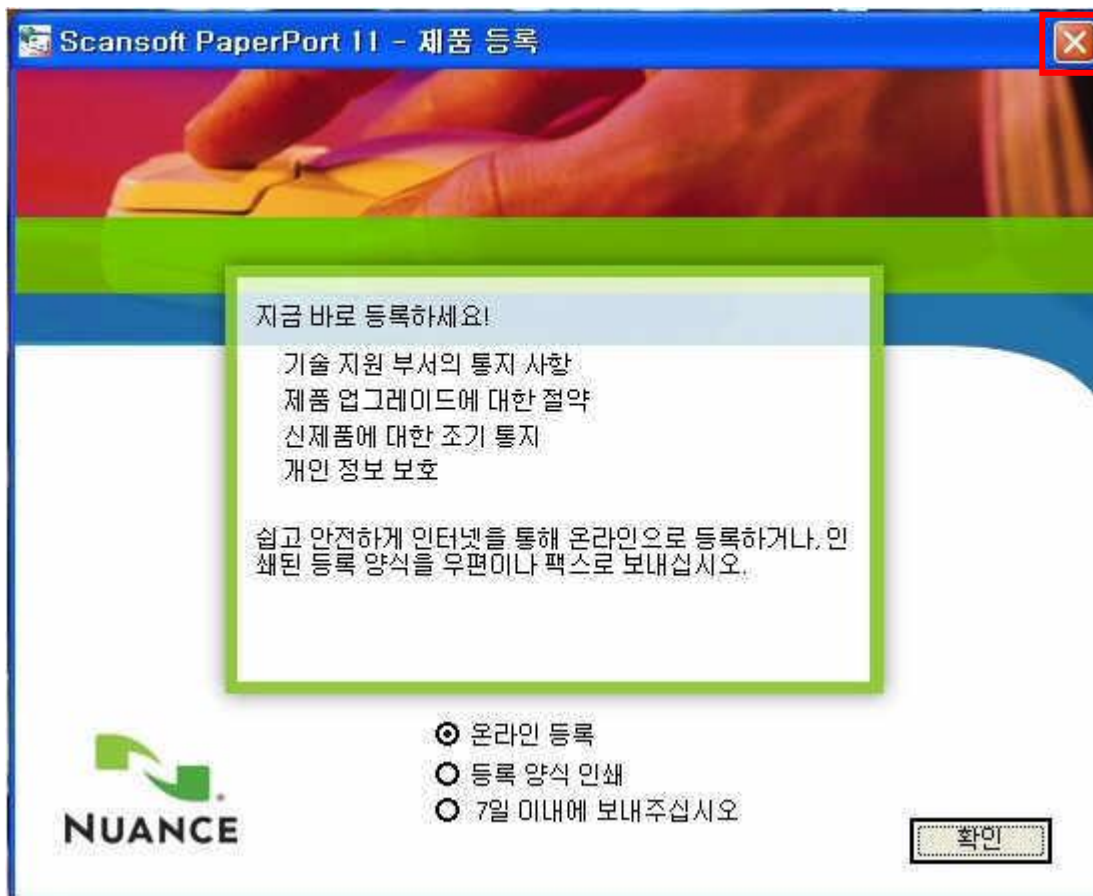 Scansoft PaperPort 11 - 제품 등록
지금 바로 등록하세요!
기술 지원 부서의 통지 사항
제품 업그레이드에 대한 절약
신제품에 대한 조기 통지
개인 정보 보호
쉽고 안전하게 인터넷을 통해 온라인으로 등록하거나, 인
쇄된 등록 양식을 우편이나 팩스로 보내십시오.
온라인 등록
등록 양식 인쇄
7일 이내에 보내주십시오
NUANCE
확인